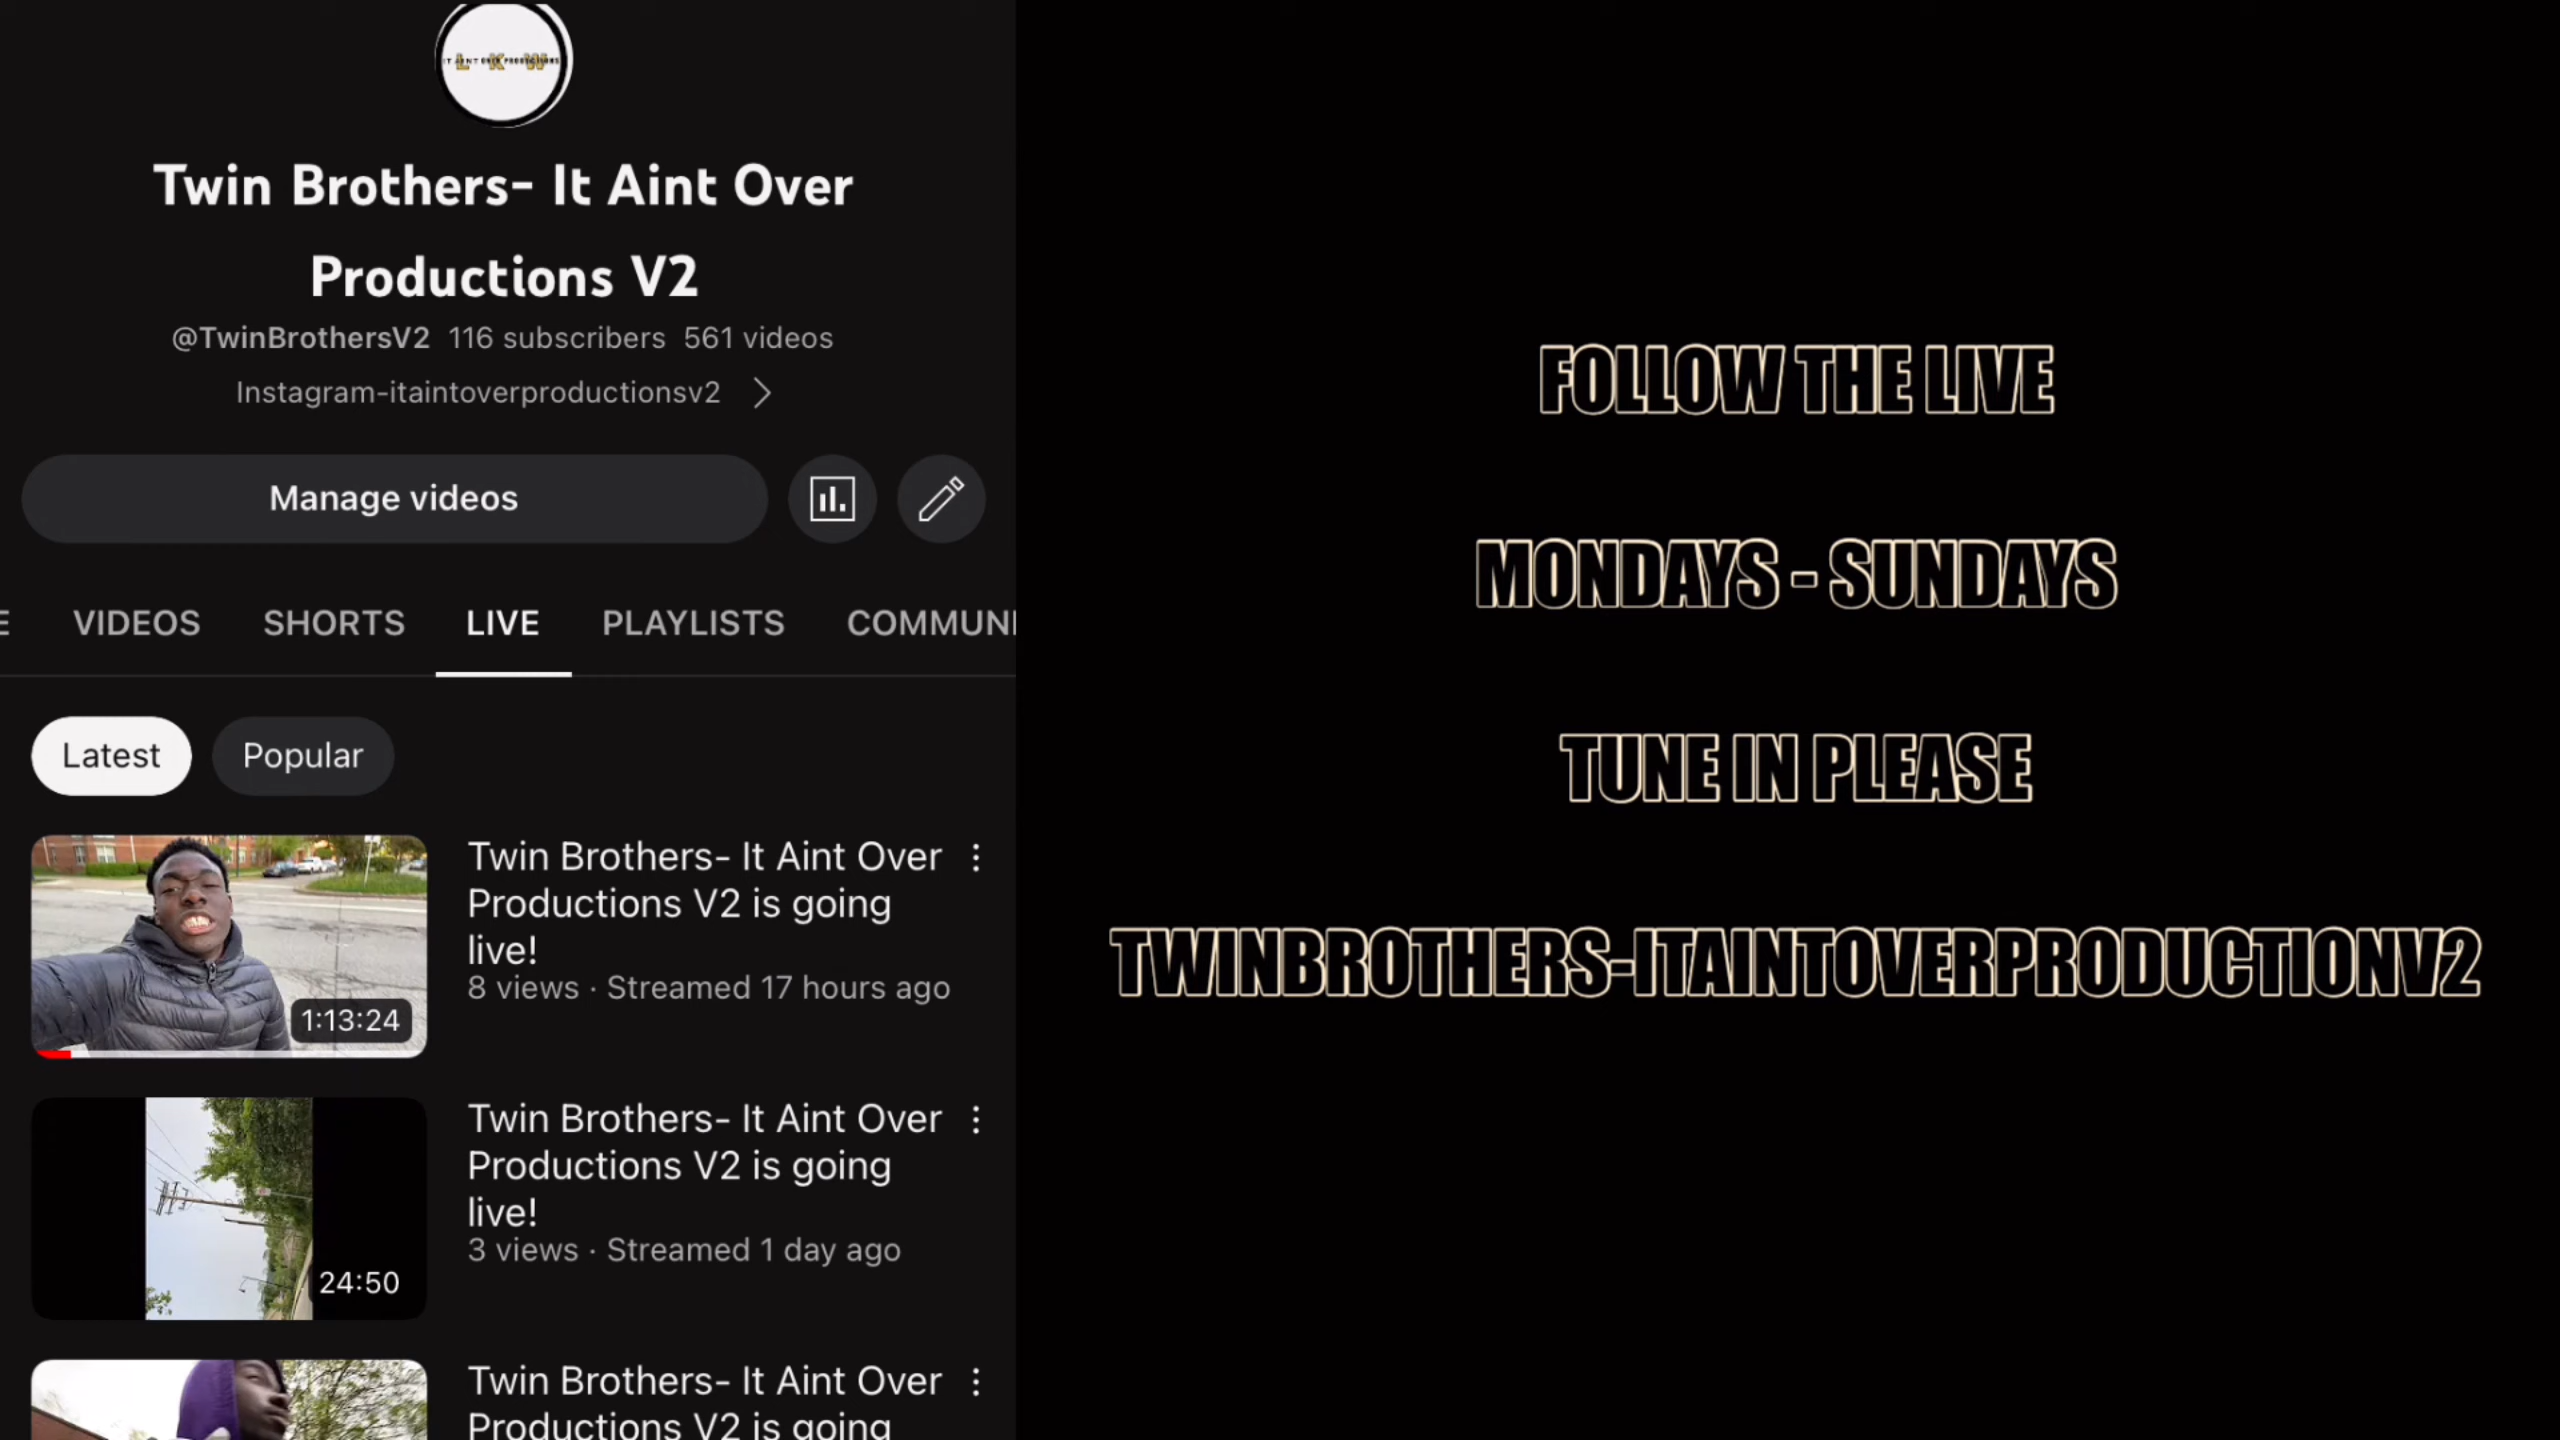 L K W
IT AINT OVER PRODUCTIONS
Twin Brothers- It Aint Over
Productions V2
@TwinBrothersV2 116 subscribers 561 videos
Instagram-itaintoverproductionsv2
Manage videos
E VIDEOS SHORTS LIVE PLAYLISTS COMMUNI
Latest Popular
Twin Brothers- It Aint Over
Productions V2 is going
live!
8 views · Streamed 17 hours ago
1:13:24
Twin Brothers- It Aint Over
Productions V2 is going
live!
3 views · Streamed 1 day ago
24:50
Twin Brothers- It Aint Over
Productions V2 is going
FOLLOW THE LIVE
MONDAYS - SUNDAYS
TUNE IN PLEASE
TWINBROTHERS-ITAINTOVERPRODUCTIONV2